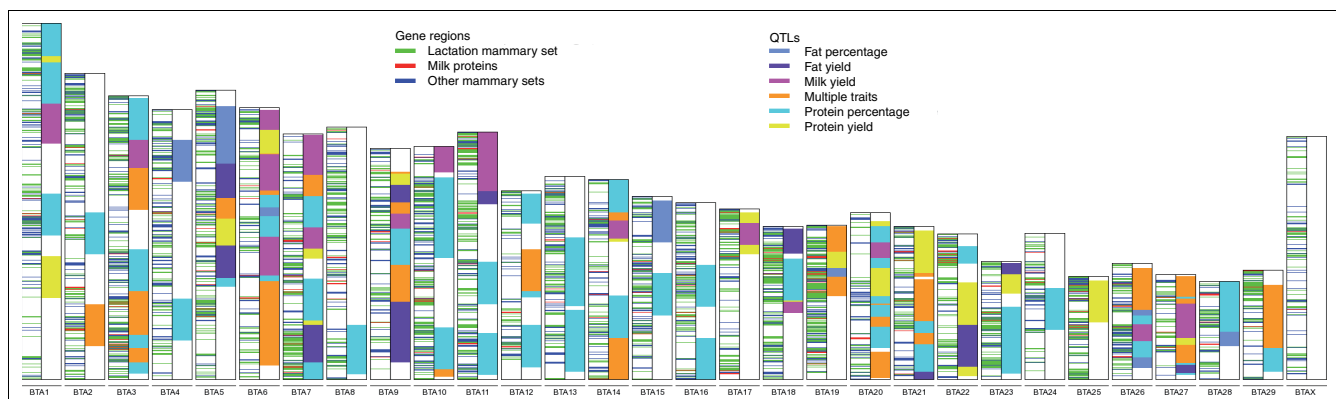 Gene regions
Lactation mammary set
Milk proteins
Other mammary sets
QTLs
Fat percentage
Fat yield
Milk yield
Multiple traits
Protein percentage
Protein yield
BTA1 BTA2 BTA3 BTA4 BTA5 BTA6 BTA7 BTA8 BTA9 BTA10 BTA11 BTA12 BTA13 BTA14 BTA15 BTA16 BTA17 BTA18 BTA19 BTA20 BTA21 BTA22 BTA23 BTA24 BTA25 BTA26 BTA27 BTA28 BTA29 BTAX